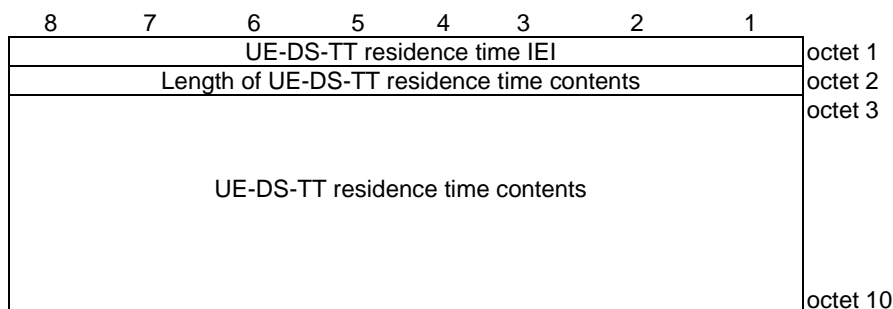 8 7 6 5 4 3 2 1
UE-DS-TT residence time IEI octet 1
Length of UE-DS-TT residence time contents octet 2
octet 3
UE-DS-TT residence time contents
octet 10